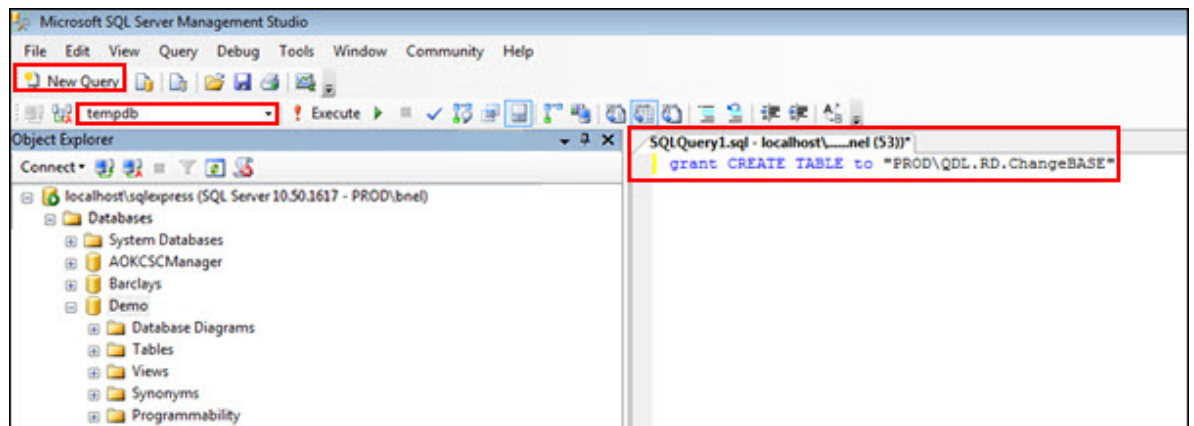 Microsoft SQL Server Management Studio
File Edit View Query Debug Tools Window Community Help
New Query
tempdb
Execute
Object Explorer
Connect
localhost\sqlexpress (SQL Server 10.50.1617 - PROD\bnel)
Databases
System Databases
AOKCSCManager
Barclays
Demo
Database Diagrams
Tables
Views
Synonyms
Programmability
SQLQuery1.sql - localhost\......nel (53))*
grant CREATE TABLE to "PROD\QDL.RD.ChangeBASE"